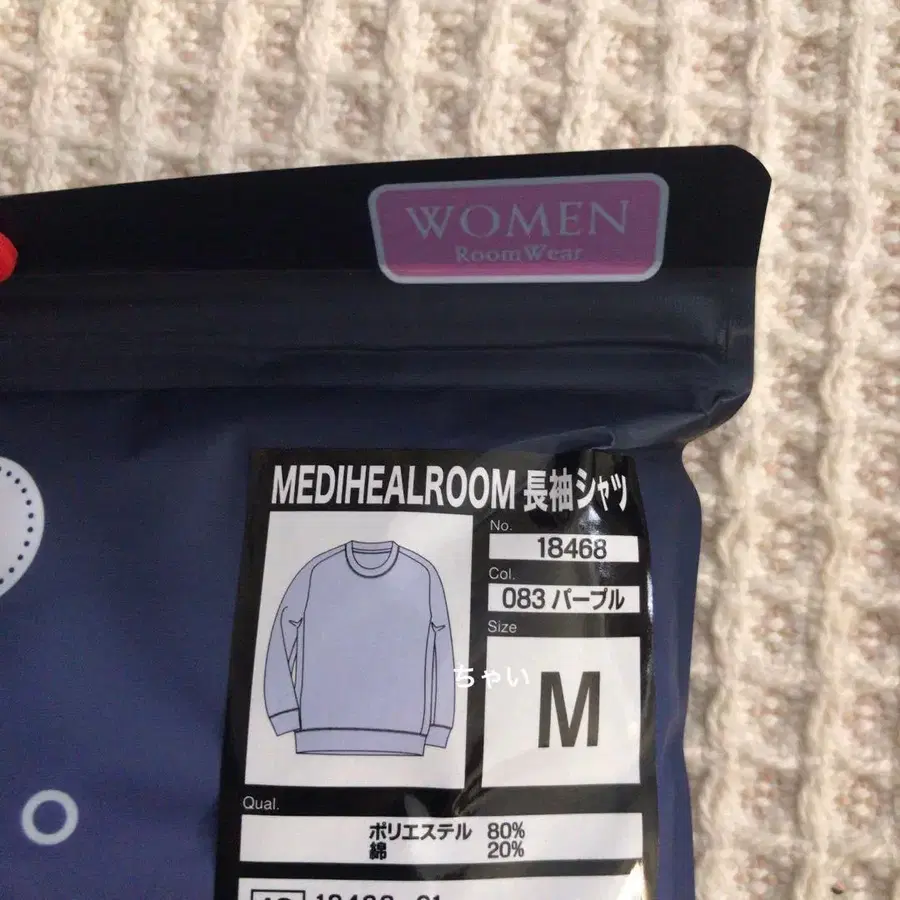 WOMEN
RoomWear
MEDIHEALROOM 長袖シャツ
No.
18468
Col.
083 パープル
Size
M
ちゃい
Qual.
ポリエステル 80%
綿 20%